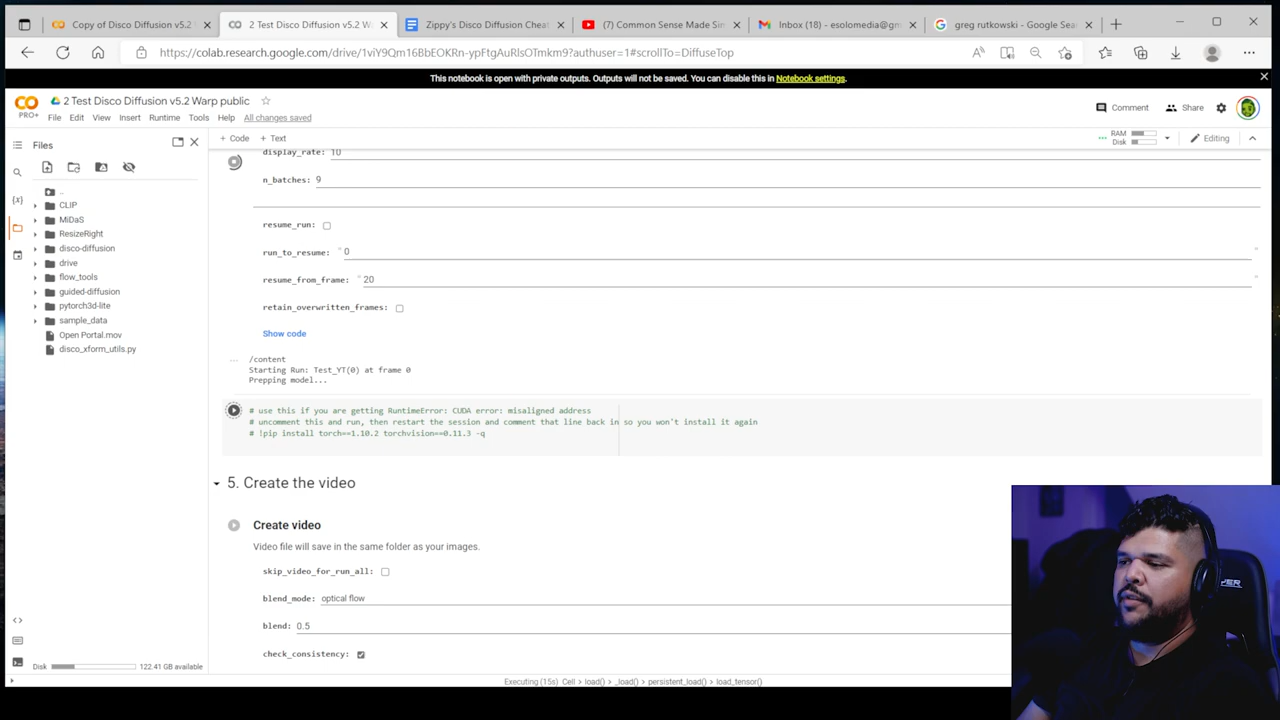 Copy of Disco Diffusion v5.2
2 Test Disco Diffusion v5.2 W
Zippy's Disco Diffusion Cheat
(7) Common Sense Made Sim
Inbox (18) - esolomedia@gm
greg rutkowski - Google Sea
https://colab.research.google.com/drive/1viY9Qm16BbEOKRn-ypFtgAuRlsOTmkm9?authuser=1#scrollTo=DiffuseTop
This notebook is open with private outputs. Outputs will not be saved. You can disable this in Notebook settings.
PRO+
2 Test Disco Diffusion v5.2 Warp public
File Edit View Insert Runtime Tools Help All changes saved
Comment
Share
Files
+ Code + Text
RAM
Disk
Editing
..
CLIP
MiDaS
ResizeRight
disco-diffusion
drive
flow_tools
guided-diffusion
pytorch3d-lite
sample_data
Open Portal.mov
disco_xform_utils.py
Disk
122.41 GB available
display_rate: 10
n_batches: 9
resume_run:
run_to_resume: " 0 "
resume_from_frame: " 20 "
retain_overwritten_frames:
Show code
/content
Starting Run: Test_YT(0) at frame 0
Prepping model...
# use this if you are getting RuntimeError: CUDA error: misaligned address
# uncomment this and run, then restart the session and comment that line back in so you won't install it again
# !pip install torch==1.10.2 torchvision==0.11.3 -q
5. Create the video
Create video
Video file will save in the same folder as your images.
skip_video_for_run_all:
blend_mode: optical flow
blend: 0.5
check_consistency:
Executing (15s) Cell > load() > _load() > persistent_load() > load_tensor()